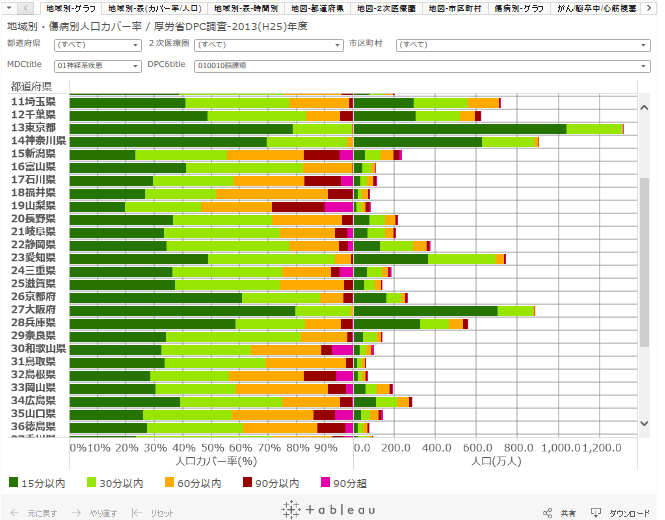 地域別-グラフ 地域別-表(カバー率/人口) 地域別-表-時間別 地図-都道府県 地図-2次医療圏 地図-市区町村 傷病別-グラフ がん/脳卒中/心筋梗塞
地域別・傷病別人口カバー率 / 厚労省DPC調査-2013(H25)年度
都道府県 (すべて) 2次医療圏 (すべて) 市区町村 (すべて)
MDCtitle 01神経系疾患 DPC6title 010010脳腫瘍
都道府県
11埼玉県
12千葉県
13東京都
14神奈川県
15新潟県
16富山県
17石川県
18福井県
19山梨県
20長野県
21岐阜県
22静岡県
23愛知県
24三重県
25滋賀県
26京都府
27大阪府
28兵庫県
29奈良県
30和歌山県
31鳥取県
32島根県
33岡山県
34広島県
35山口県
36徳島県
37香川県
0% 10% 20% 30% 40% 50% 60% 70% 80% 90% 0.0 200.0 400.0 600.0 800.0 1,000.0 1,200.0
人口カバー率(%) 人口(万人)
15分以内 30分以内 60分以内 90分以内 90分超
元に戻す やり直す リセット +ableau 共有 ダウンロード